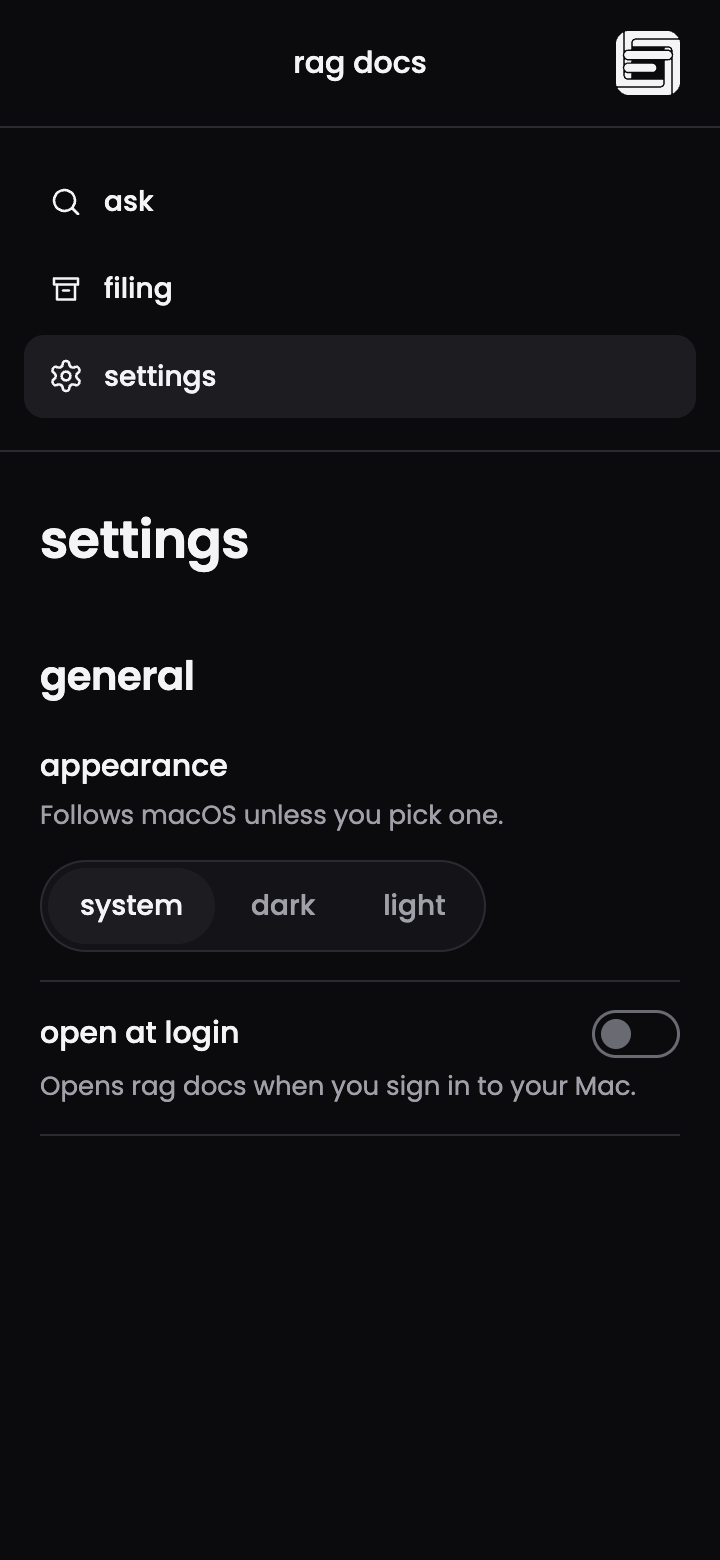 rag docs
ask
filing
settings
settings
general
appearance
Follows macOS unless you pick one.
system dark light
open at login
Opens rag docs when you sign in to your Mac.